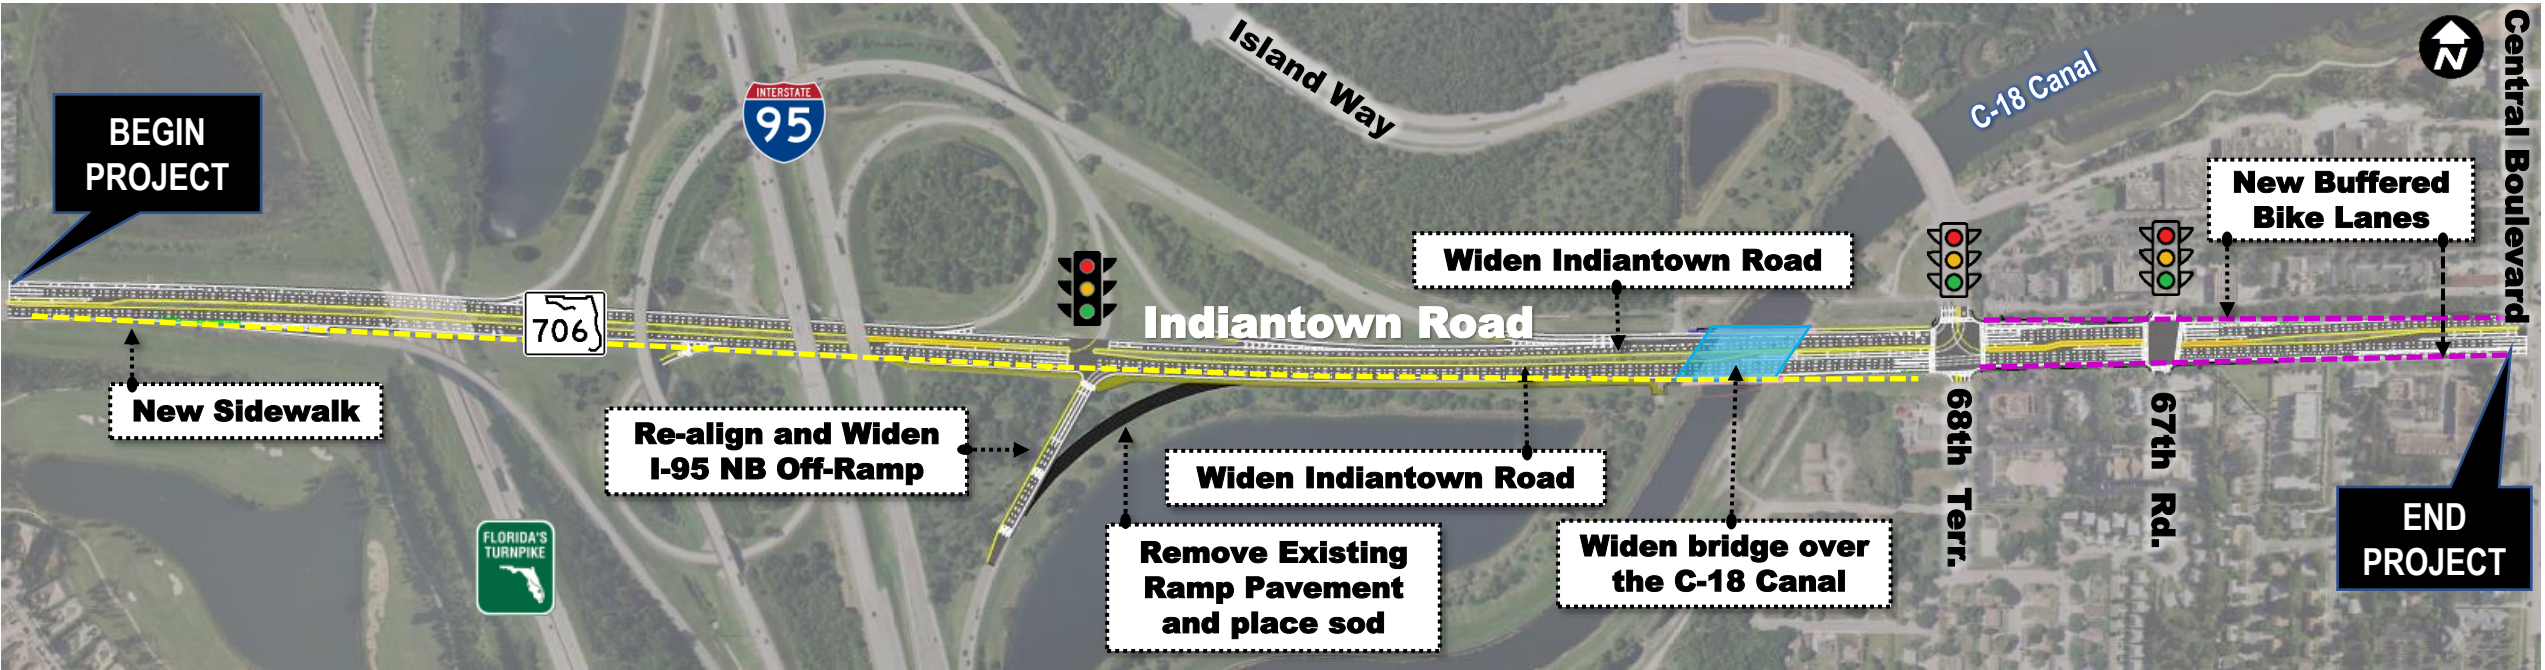 BEGIN
PROJECT
INTERSTATE
95
Island Way
C-18 Canal
N
Central Boulevard
New Buffered
Bike Lanes
Widen Indiantown Road
706
Indiantown Road
New Sidewalk
Re-align and Widen
I-95 NB Off-Ramp
Widen Indiantown Road
68th Terr.
67th Rd.
FLORIDA'S
TURNPIKE
Remove Existing
Ramp Pavement
and place sod
Widen bridge over
the C-18 Canal
END
PROJECT